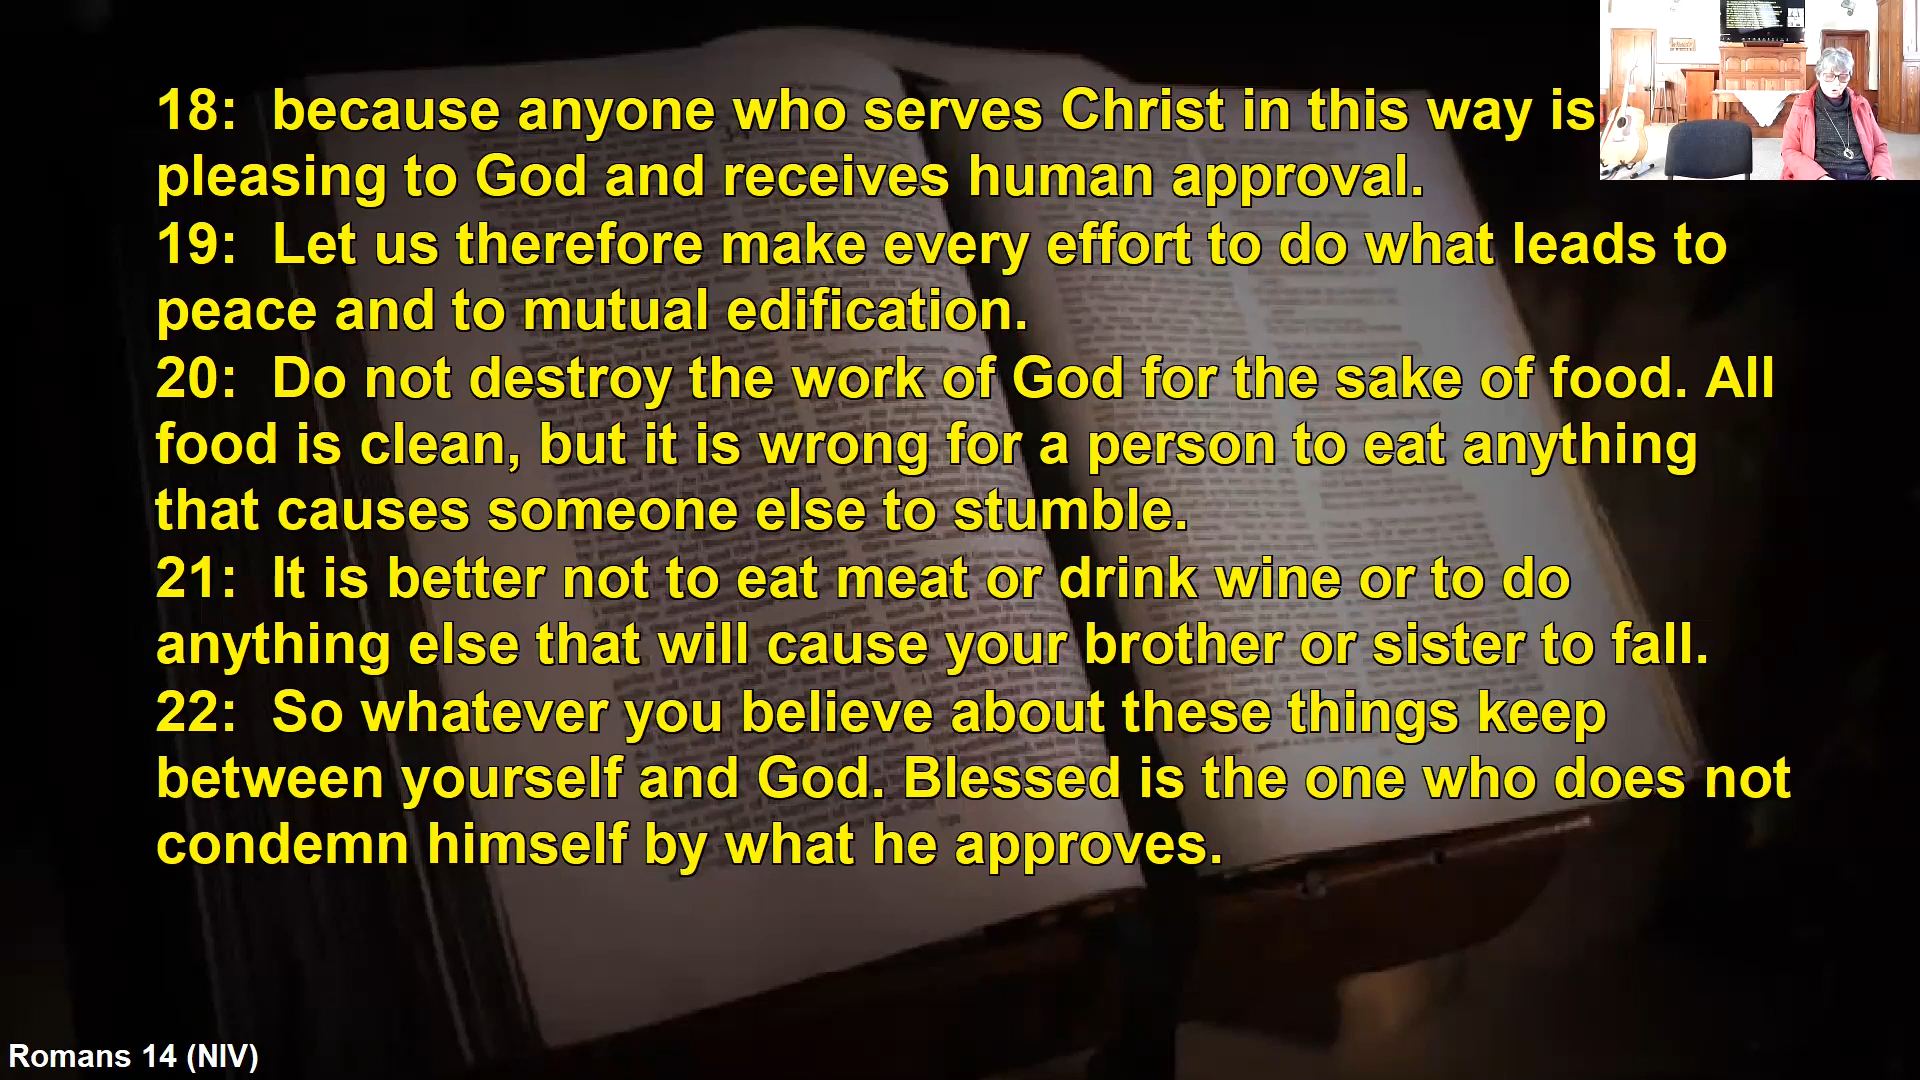 18:  because anyone who serves Christ in this way is
pleasing to God and receives human approval.
19:  Let us therefore make every effort to do what leads to
peace and to mutual edification.
20:  Do not destroy the work of God for the sake of food. All
food is clean, but it is wrong for a person to eat anything
that causes someone else to stumble.
21:  It is better not to eat meat or drink wine or to do
anything else that will cause your brother or sister to fall.
22:  So whatever you believe about these things keep
between yourself and God. Blessed is the one who does not
condemn himself by what he approves.
Romans 14 (NIV)